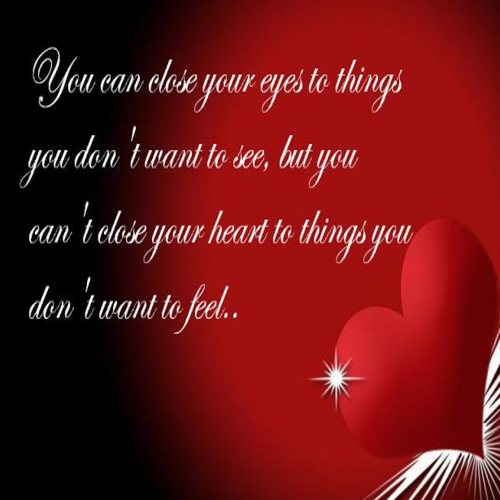 You can close your eyes to things
you don't want to see, but you
can't close your heart to things you
don't want to feel..